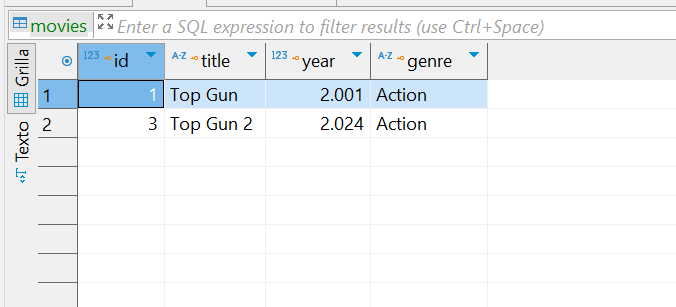 movies Enter a SQL expression to filter results (use Ctrl+Space)
Grilla
Texto
123 id A-Z title 123 year A-Z genre
1 1 Top Gun 2.001 Action
2 3 Top Gun 2 2.024 Action